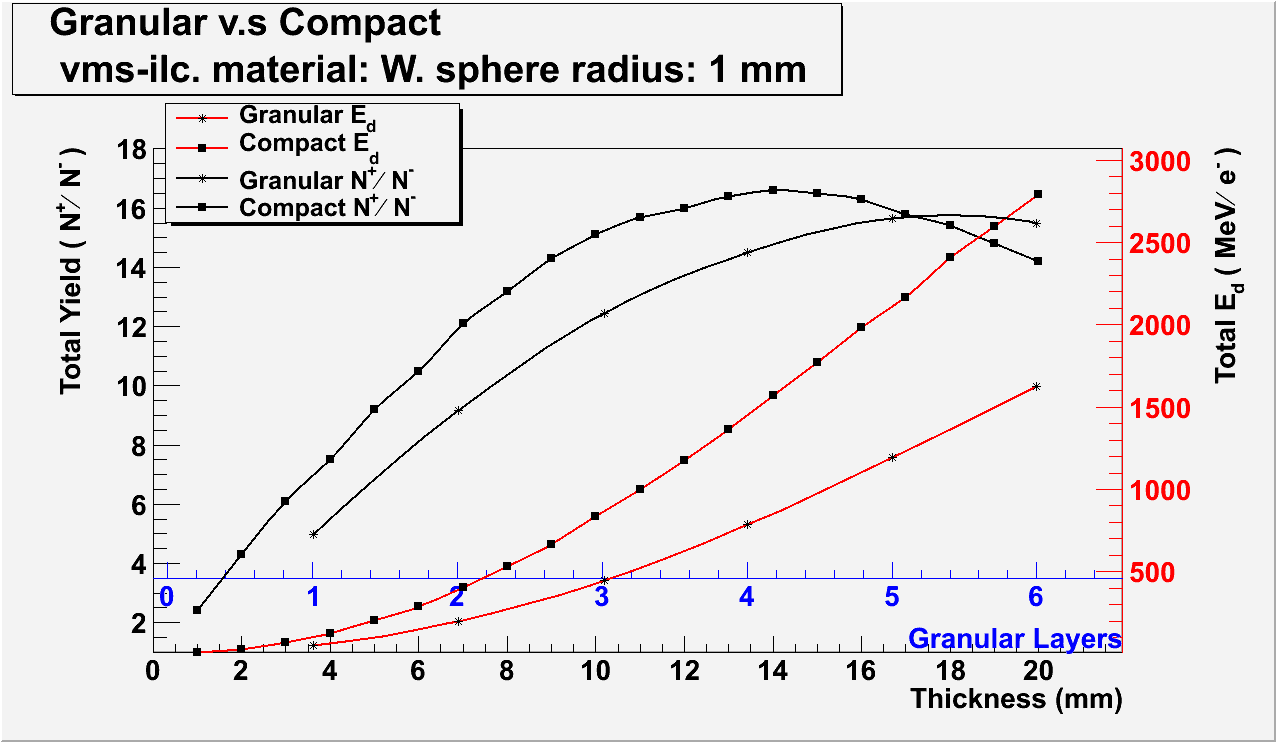 Granular v.s Compact
vms-ilc. material: W. sphere radius: 1 mm
Granular E_d
Compact E_d
Granular N⁺/ N⁻
Compact N⁺/ N⁻
Total Yield ( N⁺/ N⁻ )
18
16
14
12
10
8
6
4
2
3000
2500
2000
1500
1000
500
Total E_d ( MeV/ e⁻ )
0 1 2 3 4 5 6
Granular Layers
0 2 4 6 8 10 12 14 16 18 20
Thickness (mm)